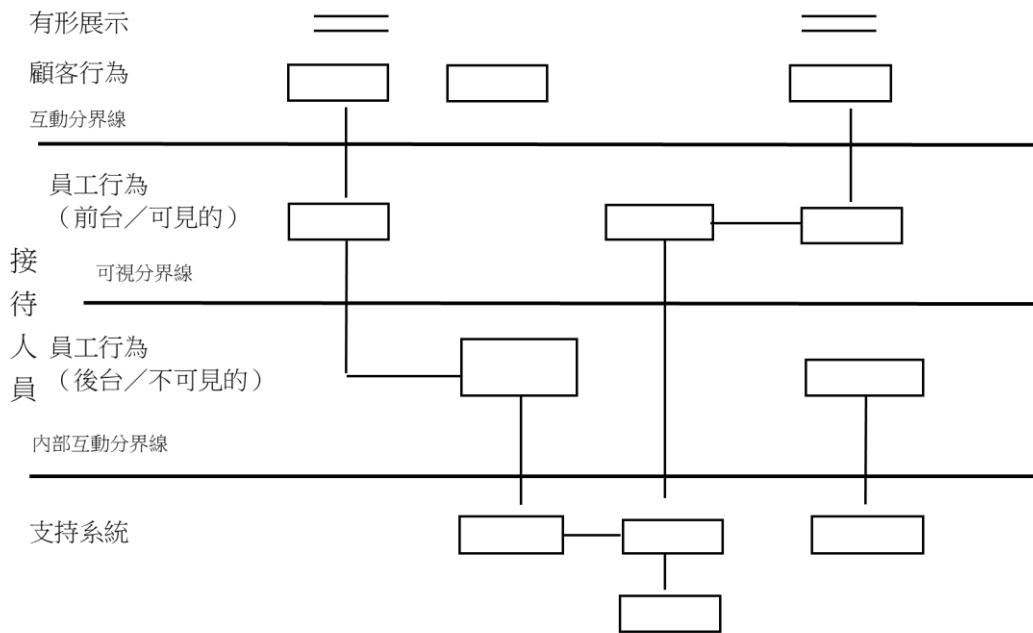 有形展示
顧客行為
互動分界線
員工行為
（前台／可見的）
可視分界線
接待人員
員工行為
（後台／不可見的）
內部互動分界線
支持系統